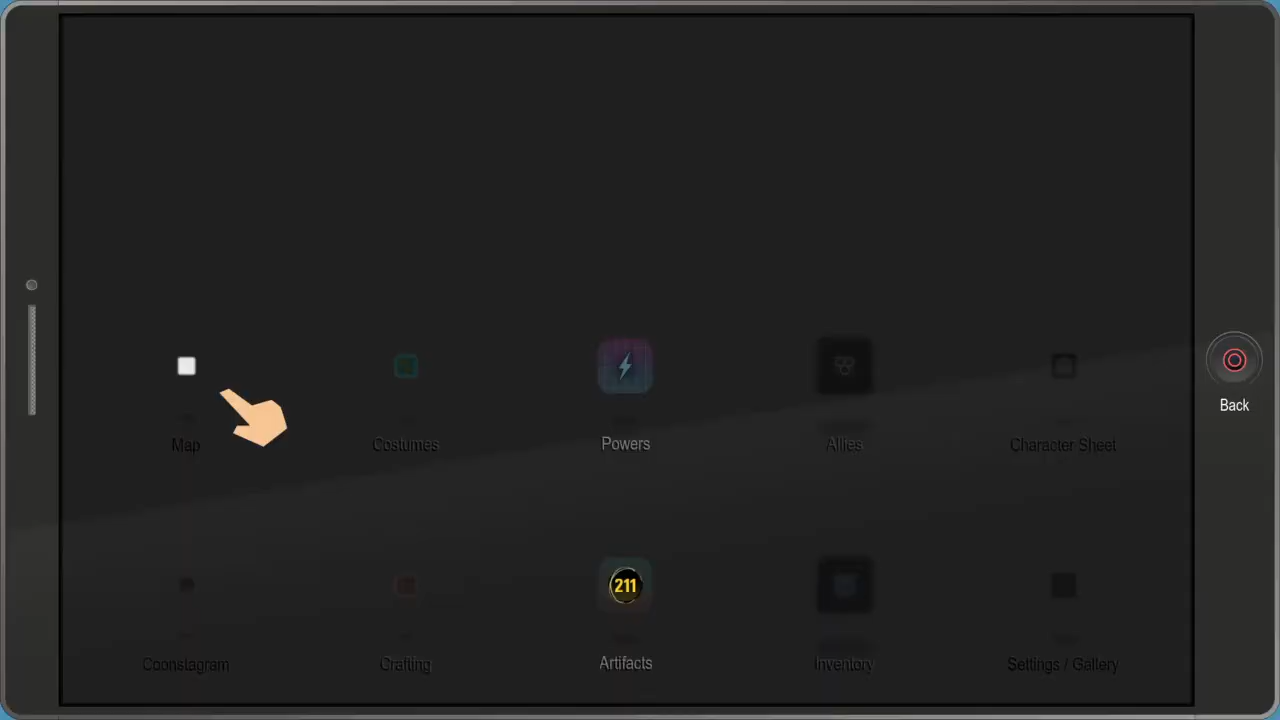 Back
Map
Costumes
Powers
Allies
Character Sheet
211
Coonstagram
Crafting
Artifacts
Inventory
Settings / Gallery